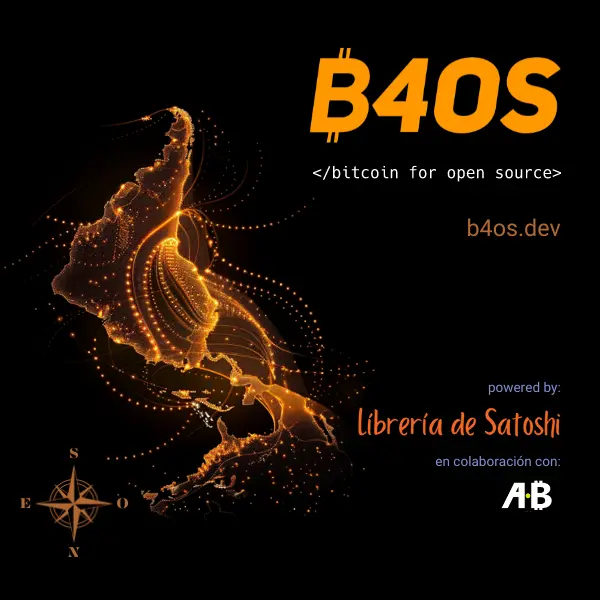 B4OS
</bitcoin for open source>
b4os.dev
powered by:
Librería de Satoshi
en colaboración con:
A·B
S
E O
N